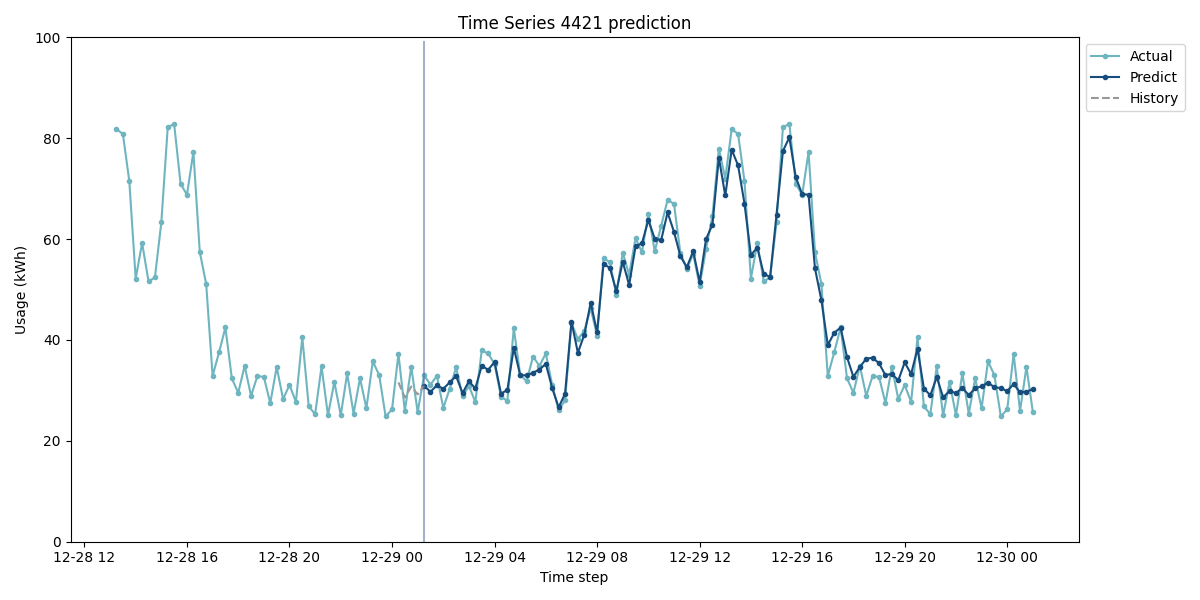 Time Series 4421 prediction
100
80
60
40
20
0
Usage (kWh)
12-28 12
12-28 16
12-28 20
12-29 00
12-29 04
12-29 08
12-29 12
12-29 16
12-29 20
12-30 00
Time step
Actual
Predict
History